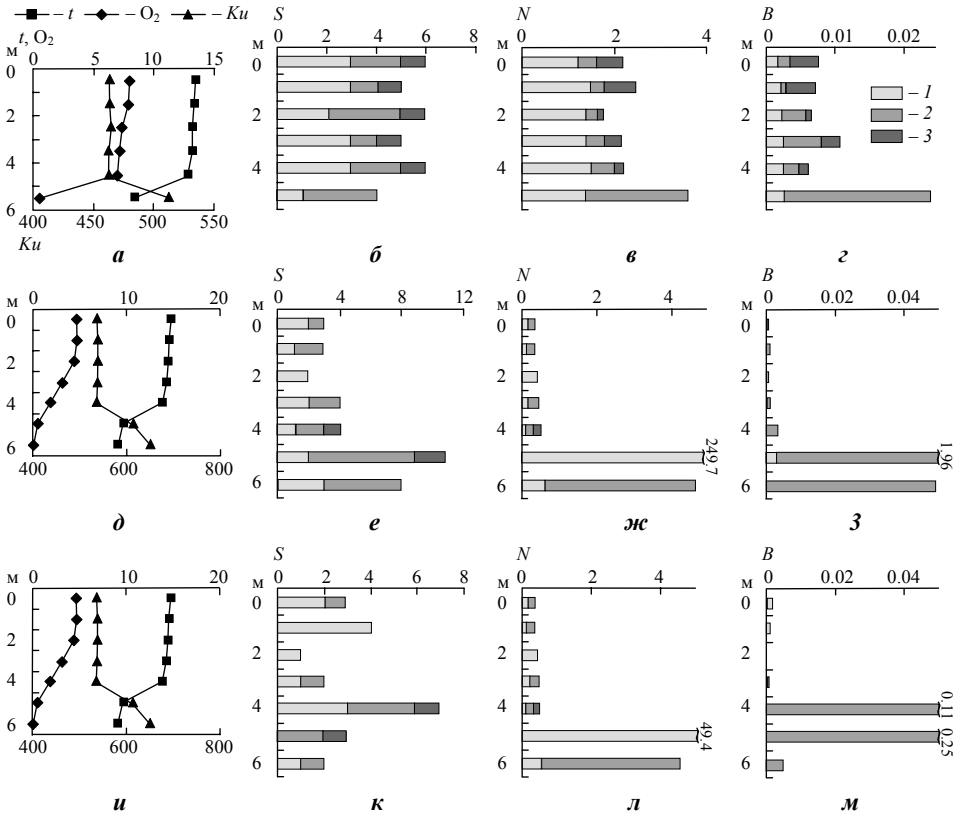 – t – O₂ – Ku
м t, O₂
0 5 10 15
0
2
4
6
400 450 500 550
Ku
а
S
м
0 2 4 6 8
0
2
4
б
N
м
0 2 4
0
2
4
в
B
м
0 0.01 0.02
0
2
4
– 1
– 2
– 3
г
м 0 10 20
0
2
4
6
400 600 800
д
S
м
0 4 8 12
0
2
4
6
е
N
м
0 2 4
0
2
4
6
249.7
ж
B
м
0 0.02 0.04
0
2
4
6
1.96
З
м 0 10 20
0
2
4
6
400 600 800
и
S
м
0 2 4 6 8
0
2
4
6
к
N
м
0 2 4
0
2
4
6
49.4
л
B
м
0 0.02 0.04
0
2
4
6
0.11
0.25
м